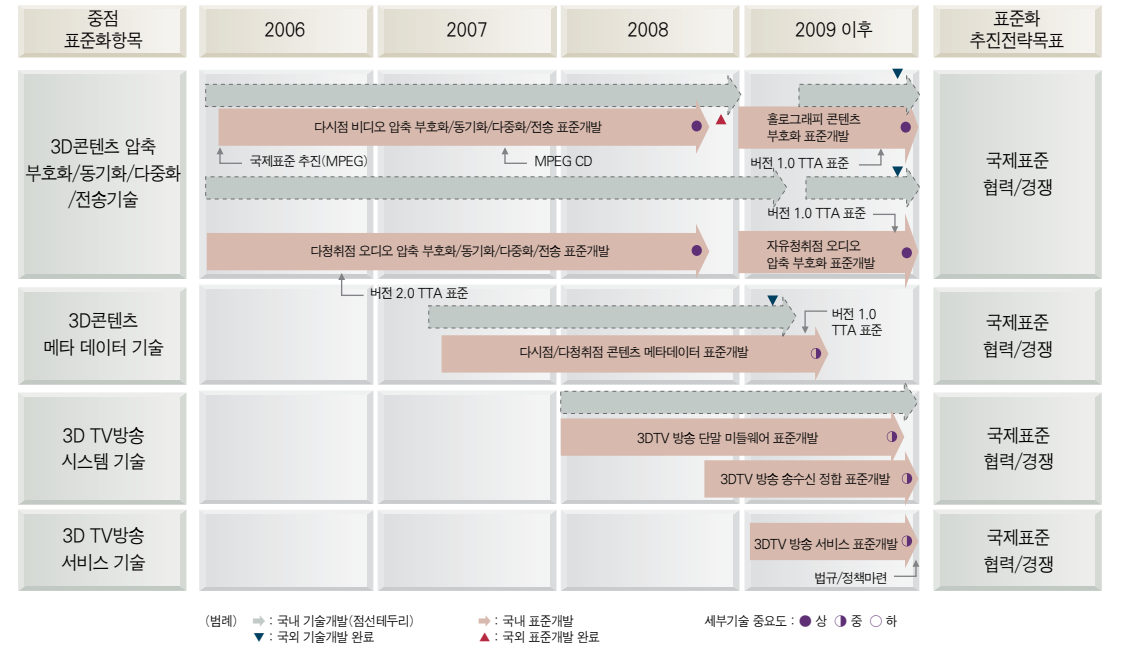 중점
표준화항목
2006
2007
2008
2009 이후
표준화
추진전략목표
3D콘텐츠 압축
부호화/동기화/다중화
/전송기술
다시점 비디오 압축 부호화/동기화/다중화/전송 표준개발
홀로그래피 콘텐츠
부호화 표준개발
국제표준 추진(MPEG)
MPEG CD
버전 1.0 TTA 표준
버전 1.0 TTA 표준
다청취점 오디오 압축 부호화/동기화/다중화/전송 표준개발
자유청취점 오디오
압축 부호화 표준개발
버전 2.0 TTA 표준
국제표준
협력/경쟁
3D콘텐츠
메타 데이터 기술
버전 1.0
TTA 표준
다시점/다청취점 콘텐츠 메타데이터 표준개발
국제표준
협력/경쟁
3D TV방송
시스템 기술
3DTV 방송 단말 미들웨어 표준개발
3DTV 방송 송수신 정합 표준개발
국제표준
협력/경쟁
3D TV방송
서비스 기술
3DTV 방송 서비스 표준개발
법규/정책마련
국제표준
협력/경쟁
(범례) : 국내 기술개발(점선테두리) : 국내 표준개발 세부기술 중요도 : 상 중 하
: 국외 기술개발 완료 : 국외 표준개발 완료